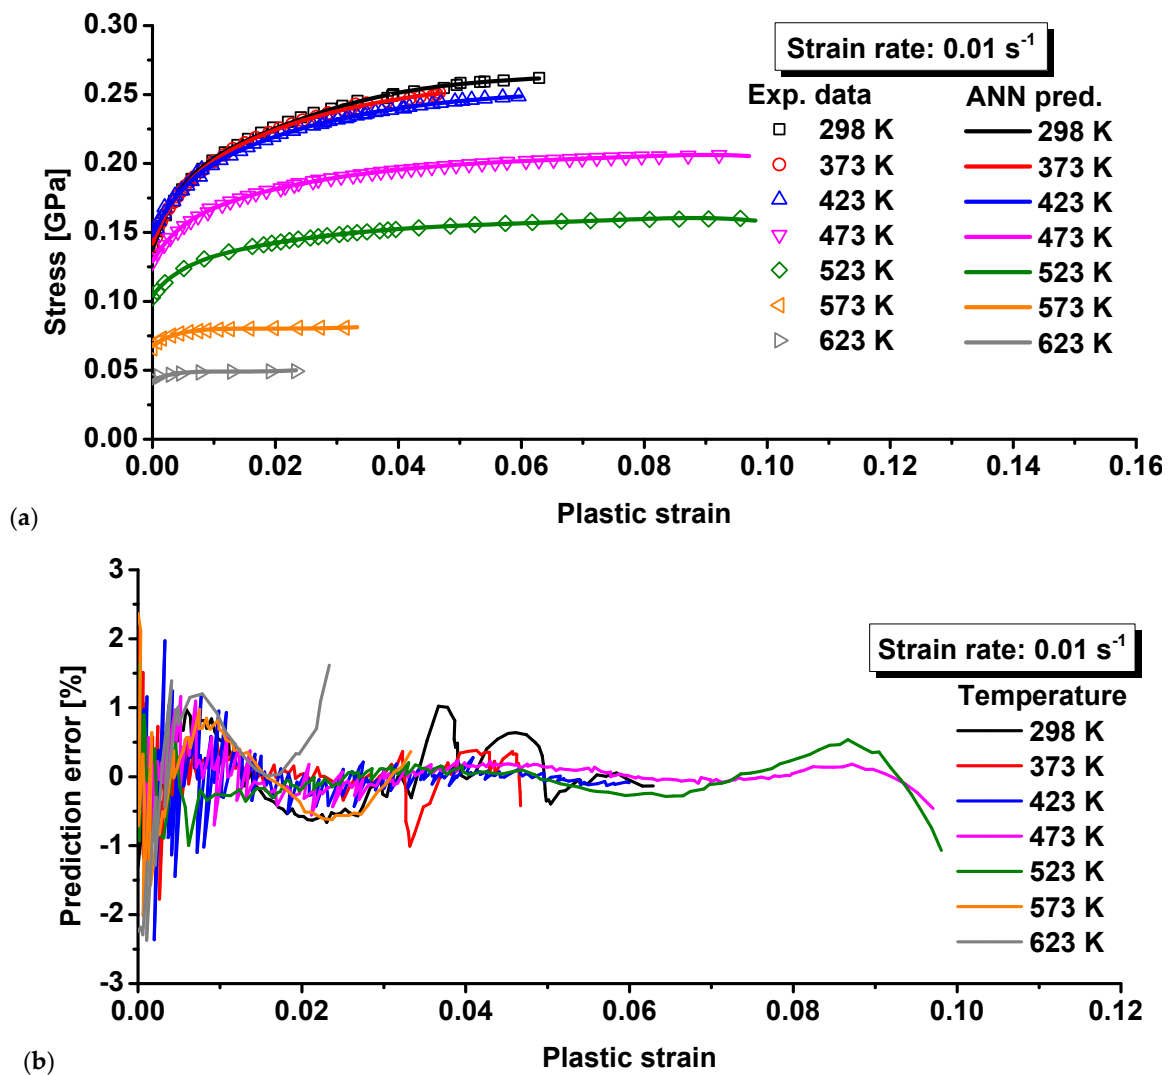 0.30
0.25
0.20
0.15
0.10
0.05
0.00
Stress [GPa]
Strain rate: 0.01 s⁻¹
Exp. data ANN pred.
298 K 298 K
373 K 373 K
423 K 423 K
473 K 473 K
523 K 523 K
573 K 573 K
623 K 623 K
0.00 0.02 0.04 0.06 0.08 0.10 0.12 0.14 0.16
Plastic strain
(a)
3
2
1
0
-1
-2
-3
Prediction error [%]
Strain rate: 0.01 s⁻¹
Temperature
298 K
373 K
423 K
473 K
523 K
573 K
623 K
0.00 0.02 0.04 0.06 0.08 0.10 0.12
Plastic strain
(b)